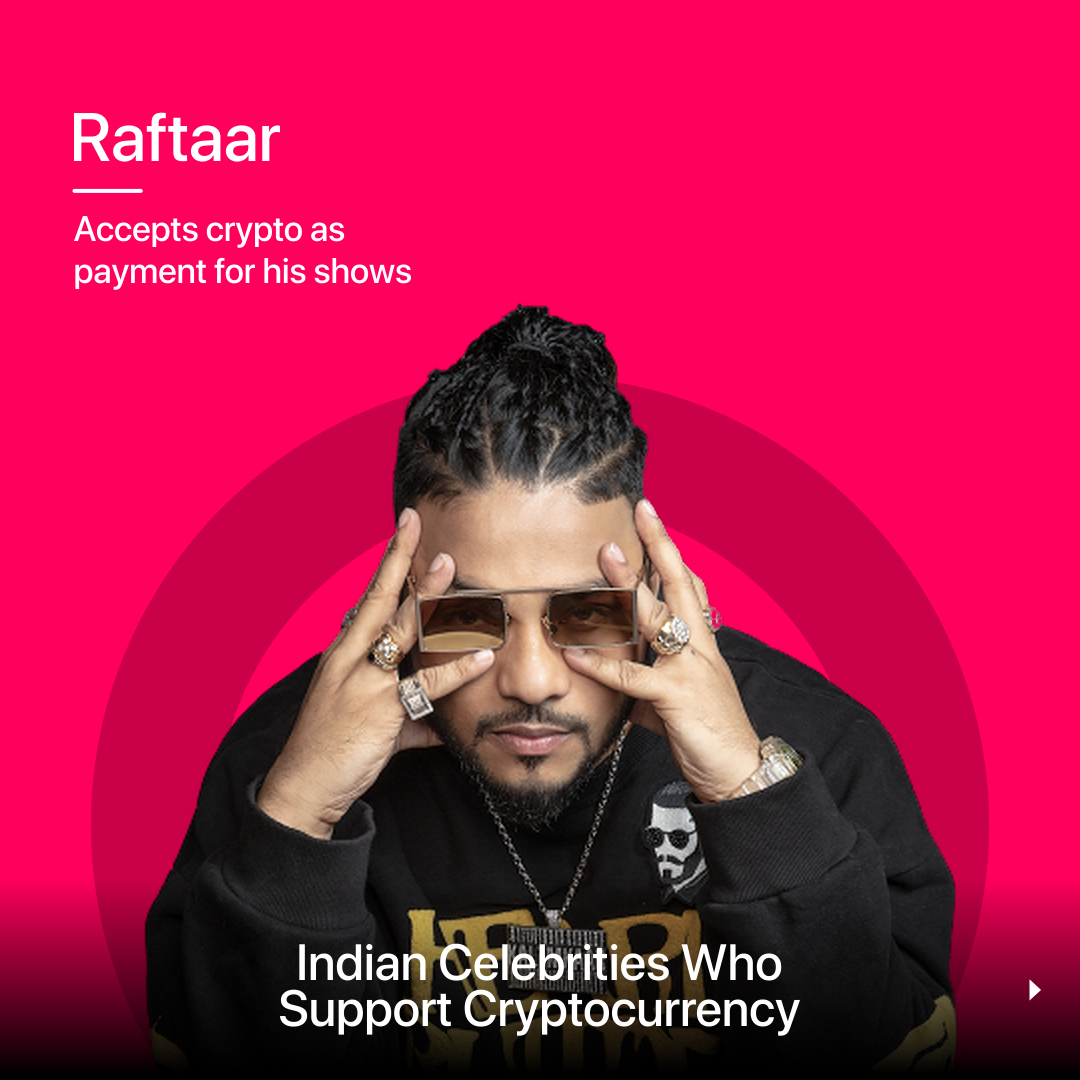 Raftaar
Accepts crypto as
payment for his shows
Indian Celebrities Who
Support Cryptocurrency